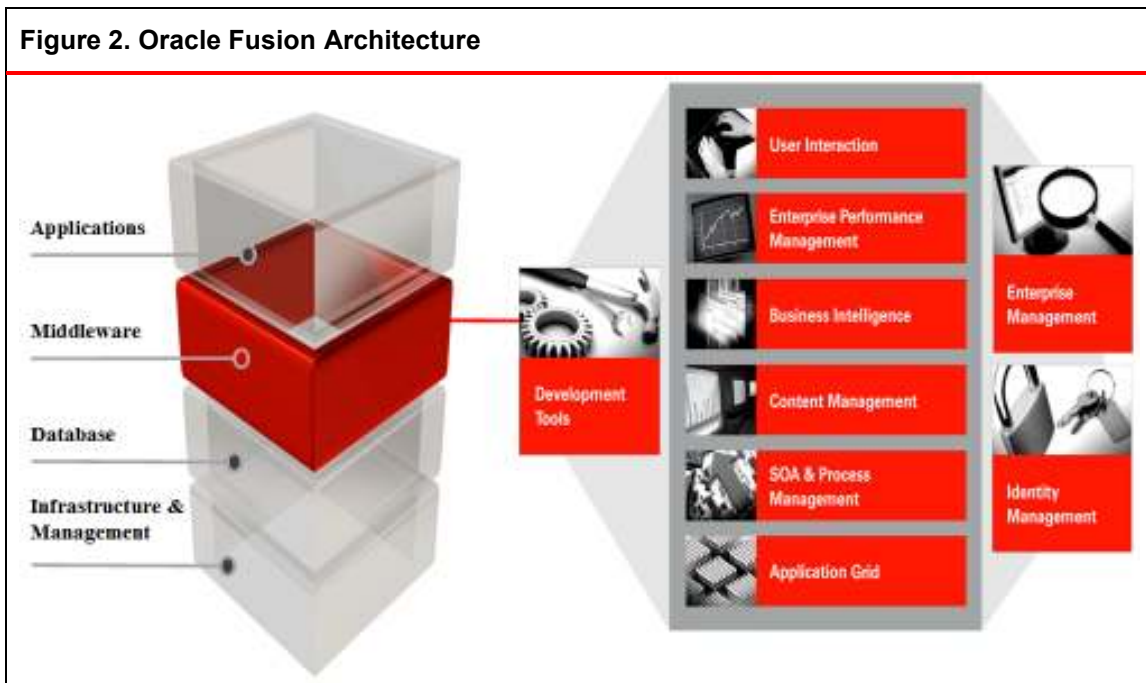 Figure 2. Oracle Fusion Architecture
Applications
Middleware
Database
Infrastructure &
Management
Development
Tools
User Interaction
Enterprise Performance
Management
Business Intelligence
Content Management
SOA & Process
Management
Application Grid
Enterprise
Management
Identity
Management